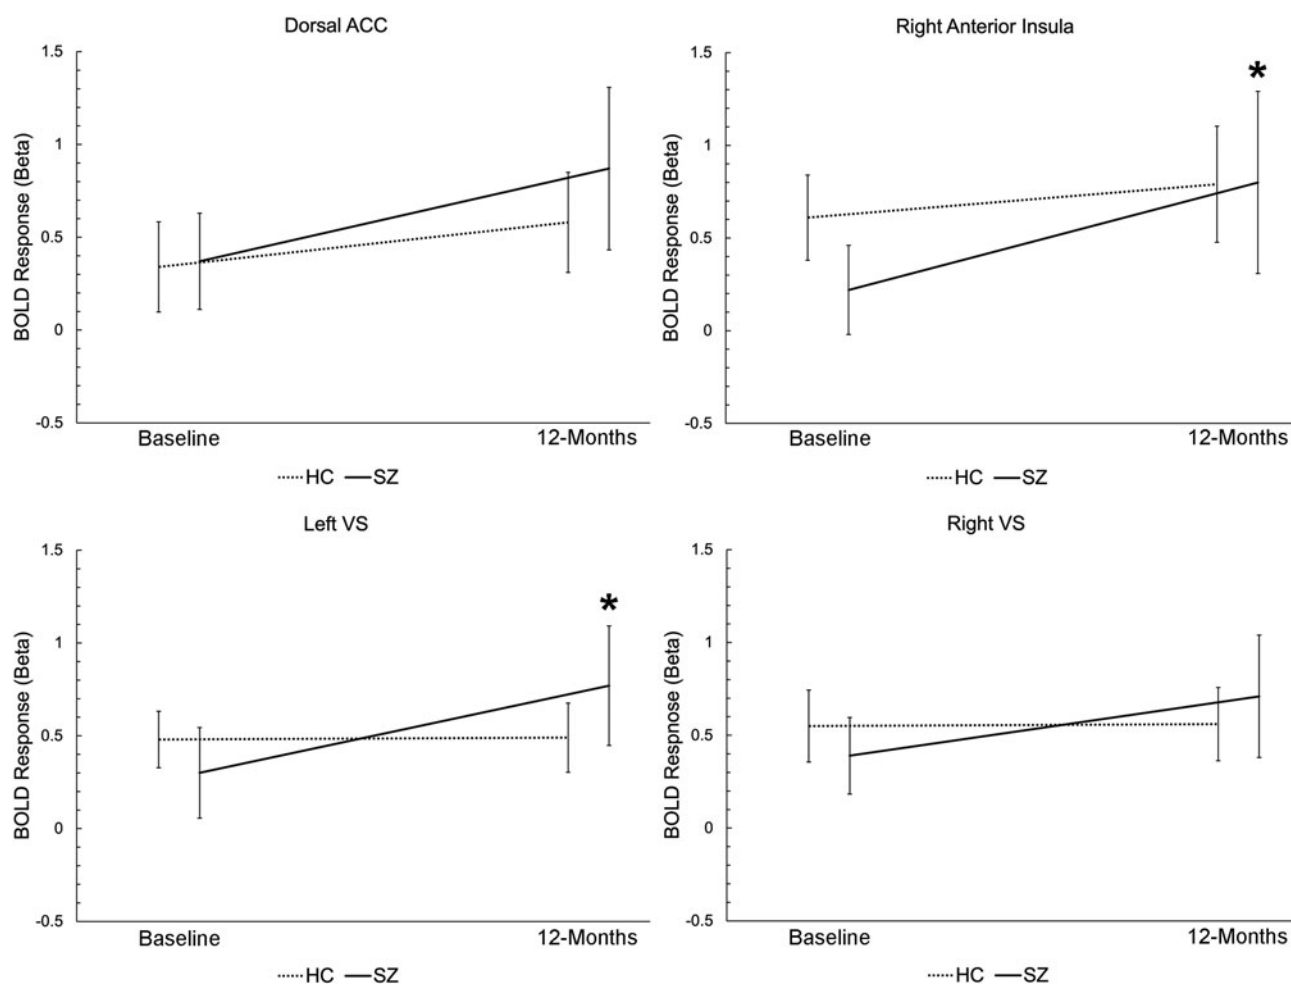 Dorsal ACC
BOLD Response (Beta)
1.5
1
0.5
0
-0.5
Baseline 12-Months
HC SZ
Right Anterior Insula
BOLD Response (Beta)
1.5
1
0.5
0
-0.5
*
Baseline 12-Months
HC SZ
Left VS
BOLD Response (Beta)
1.5
1
0.5
0
-0.5
*
Baseline 12-Months
HC SZ
Right VS
BOLD Respnose (Beta)
1.5
1
0.5
0
-0.5
Baseline 12-Months
HC SZ